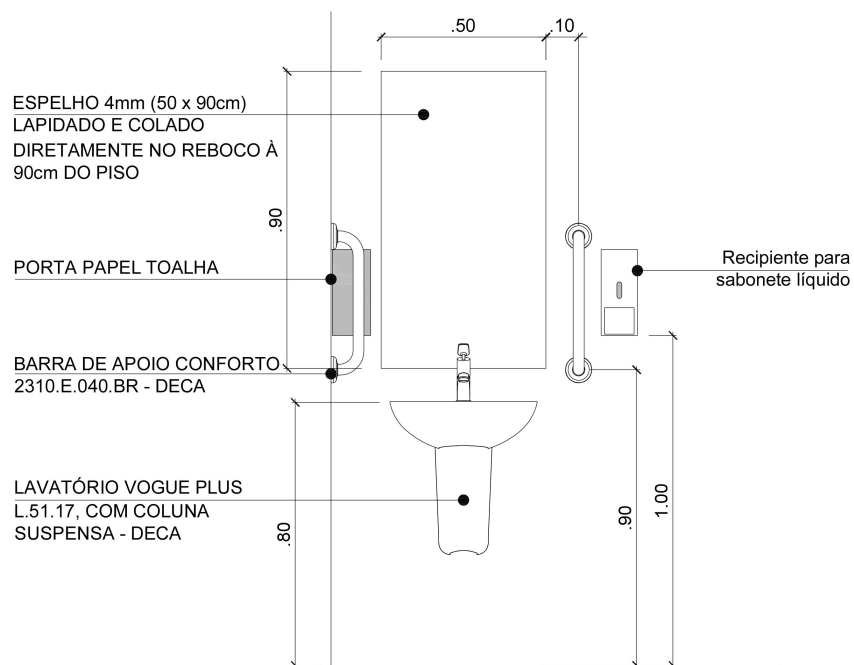 .50
.10
ESPELHO 4mm (50 x 90cm)
LAPIDADO E COLADO
DIRETAMENTE NO REBOCO À
90cm DO PISO
.90
PORTA PAPEL TOALHA
Recipiente para
sabonete líquido
BARRA DE APOIO CONFORTO
2310.E.040.BR - DECA
LAVATÓRIO VOGUE PLUS
L.51.17, COM COLUNA
SUSPENSA - DECA
.80
.90
1.00